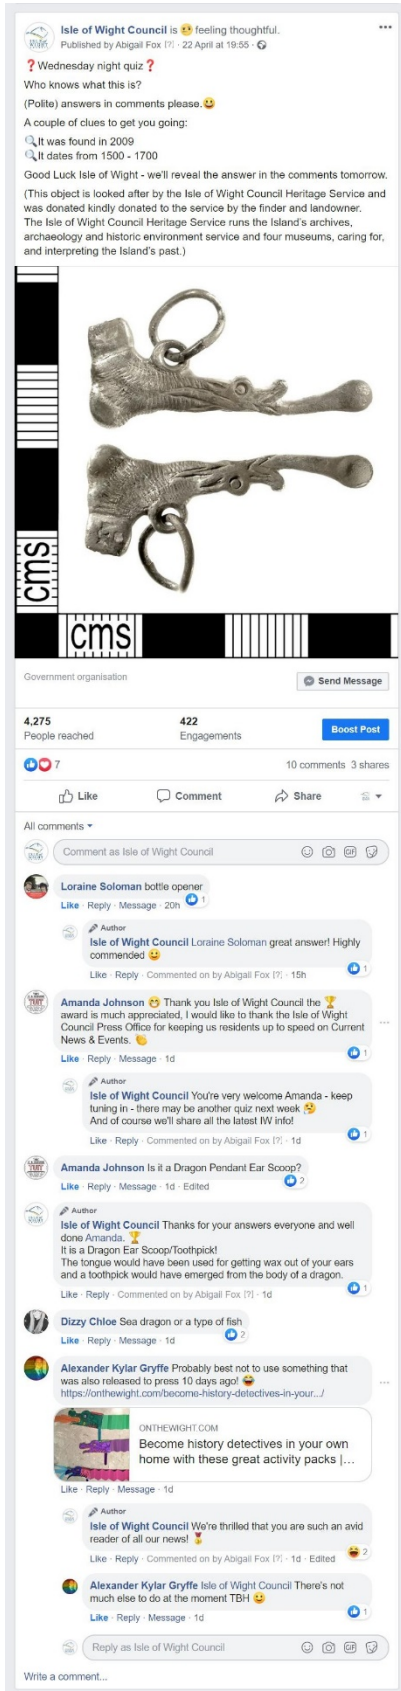 Isle of Wight Council is 🤔 feeling thoughtful.
Published by Abigail Fox [?] · 22 April at 19:55 ·
❓Wednesday night quiz❓
Who knows what this is?
(Polite) answers in comments please.😀
A couple of clues to get you going:
🔍It was found in 2009
🔍It dates from 1500 - 1700
Good Luck Isle of Wight - we'll reveal the answer in the comments tomorrow.
(This object is looked after by the Isle of Wight Council Heritage Service and
was donated kindly donated to the service by the finder and landowner.
The Isle of Wight Council Heritage Service runs the Island's archives,
archaeology and historic environment service and four museums, caring for,
and interpreting the Island's past.)
cms
cms
Government organisation
Send Message
4,275
People reached
422
Engagements
Boost Post
7
10 comments 3 shares
Like
Comment
Share
All comments
Comment as Isle of Wight Council
GIF
Loraine Soloman bottle opener
Like · Reply · Message · 20h
1
Author
Isle of Wight Council Loraine Soloman great answer! Highly
commended 😀
Like · Reply · Commented on by Abigail Fox [?] · 15h
1
Amanda Johnson 😁 Thank you Isle of Wight Council the 🏆
award is much appreciated, I would like to thank the Isle of Wight
Council Press Office for keeping us residents up to speed on Current
News & Events. 👏
Like · Reply · Message · 1d
1
Author
Isle of Wight Council You're very welcome Amanda - keep
tuning in - there may be another quiz next week 🤔
And of course we'll share all the latest IW info!
Like · Reply · Commented on by Abigail Fox [?] · 1d
1
Amanda Johnson Is it a Dragon Pendant Ear Scoop?
Like · Reply · Message · 1d · Edited
2
Author
Isle of Wight Council Thanks for your answers everyone and well
done Amanda. 🏆
It is a Dragon Ear Scoop/Toothpick!
The tongue would have been used for getting wax out of your ears
and a toothpick would have emerged from the body of a dragon.
Like · Reply · Commented on by Abigail Fox [?] · 1d
1
Dizzy Chloe Sea dragon or a type of fish
Like · Reply · Message · 1d
2
Alexander Kylar Gryffe Probably best not to use something that
was also released to press 10 days ago! 😂
https://onthewight.com/become-history-detectives-in-your.../
ONTHEWIGHT.COM
Become history detectives in your own
home with these great activity packs |...
Like · Reply · Message · 1d
Author
Isle of Wight Council We're thrilled that you are such an avid
reader of all our news! 🏅
Like · Reply · Commented on by Abigail Fox [?] · 1d · Edited
2
Alexander Kylar Gryffe Isle of Wight Council There's not
much else to do at the moment TBH 😀
Like · Reply · Message · 1d
1
Reply as Isle of Wight Council
GIF
Write a comment...